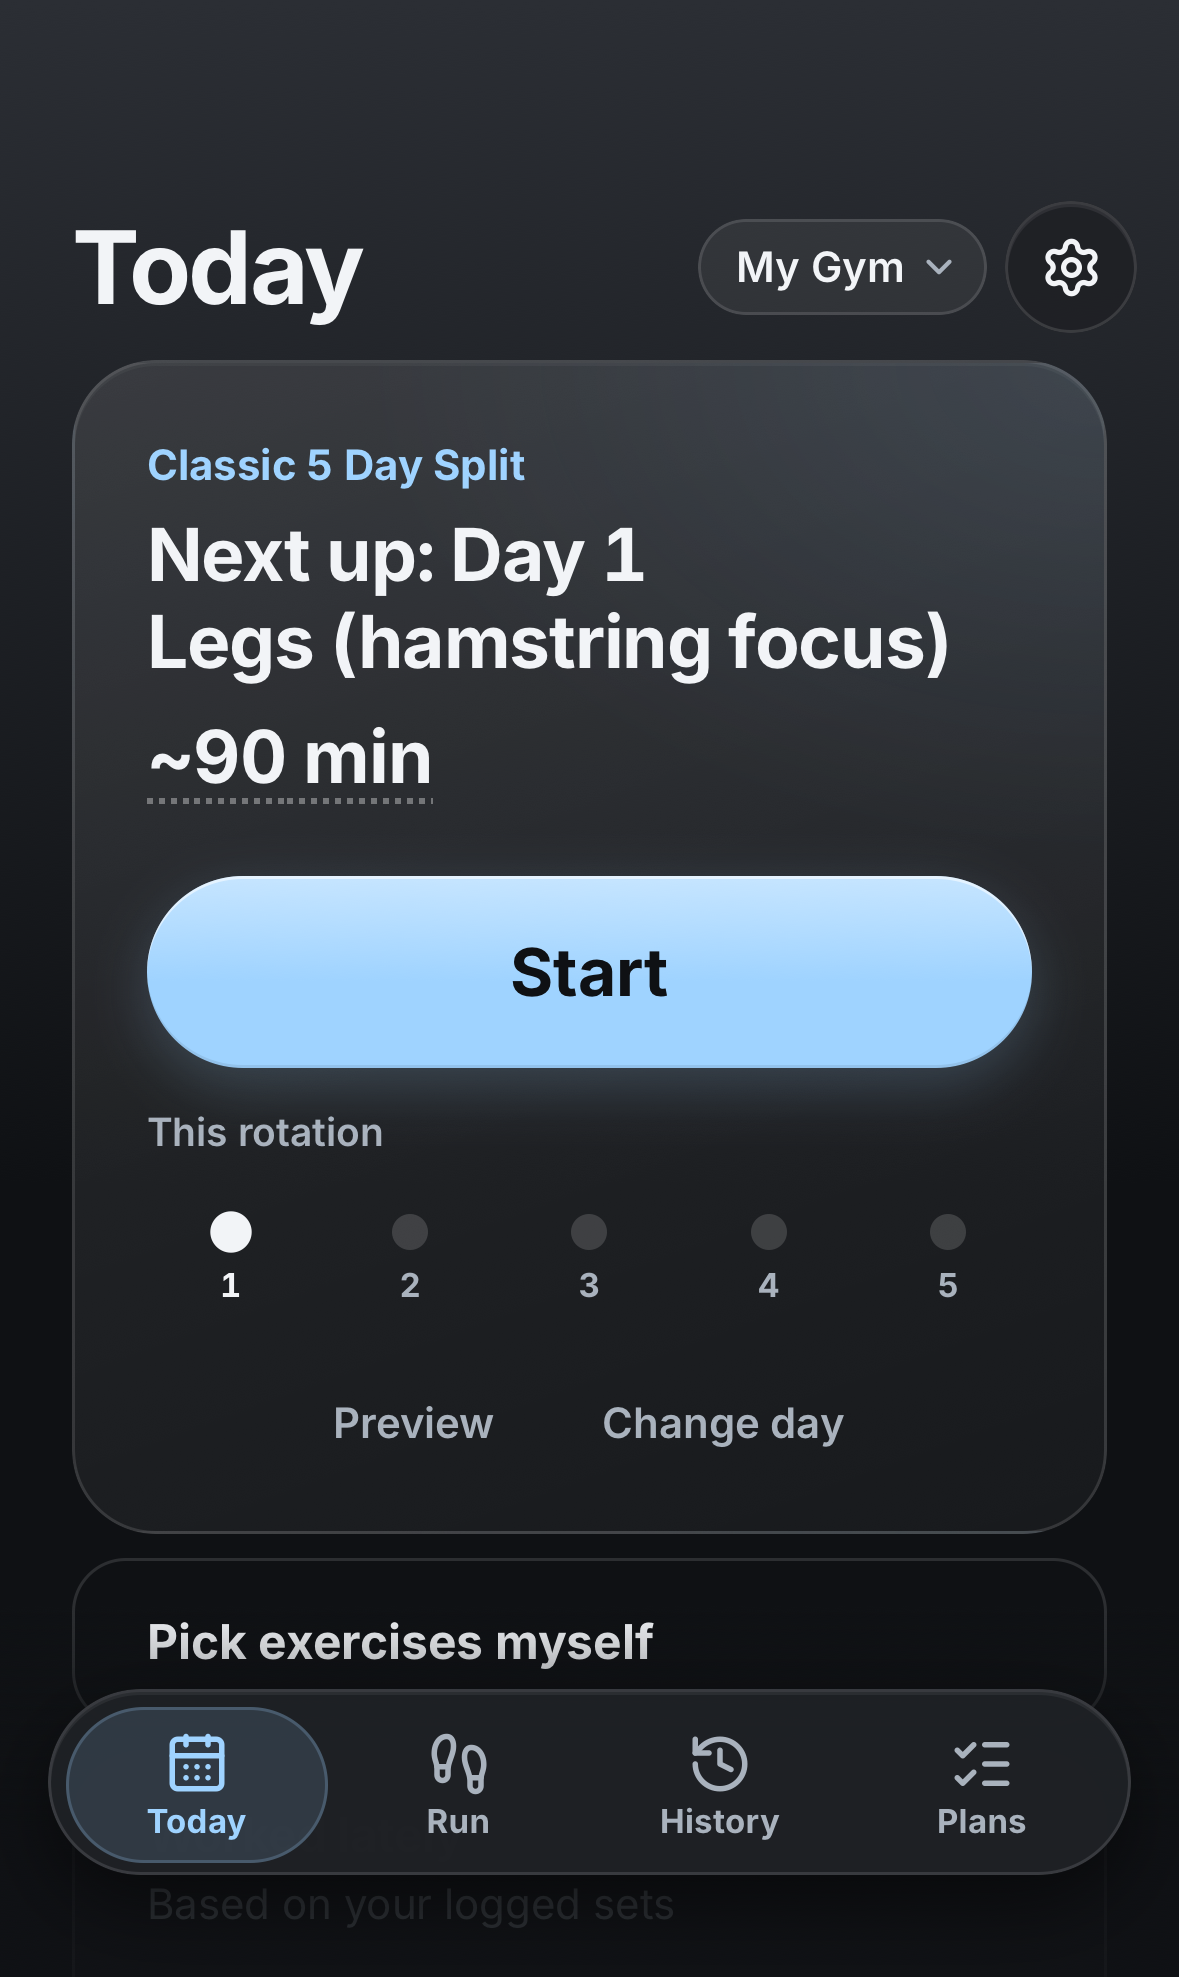 Today
My Gym
Classic 5 Day Split
Next up: Day 1
Legs (hamstring focus)
~90 min
Start
This rotation
1 2 3 4 5
Preview Change day
Pick exercises myself
Today Run History Plans
Based on your logged sets